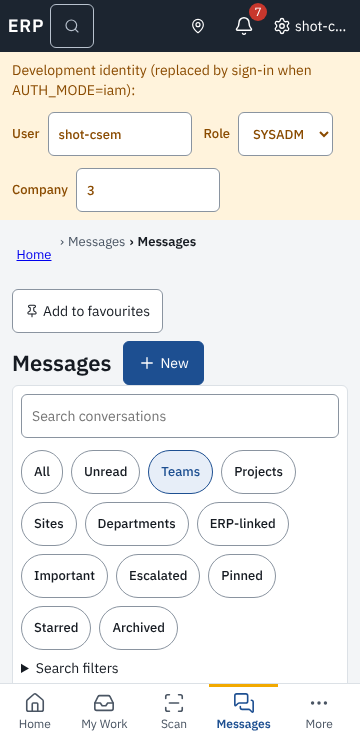 ERP
7
shot-c...
Development identity (replaced by sign-in when
AUTH_MODE=iam):
User shot-csem Role SYSADM
Company 3
Home › Messages › Messages
Add to favourites
Messages + New
Search conversations
All Unread Teams Projects
Sites Departments ERP-linked
Important Escalated Pinned
Starred Archived
▶ Search filters
Home My Work Scan Messages More